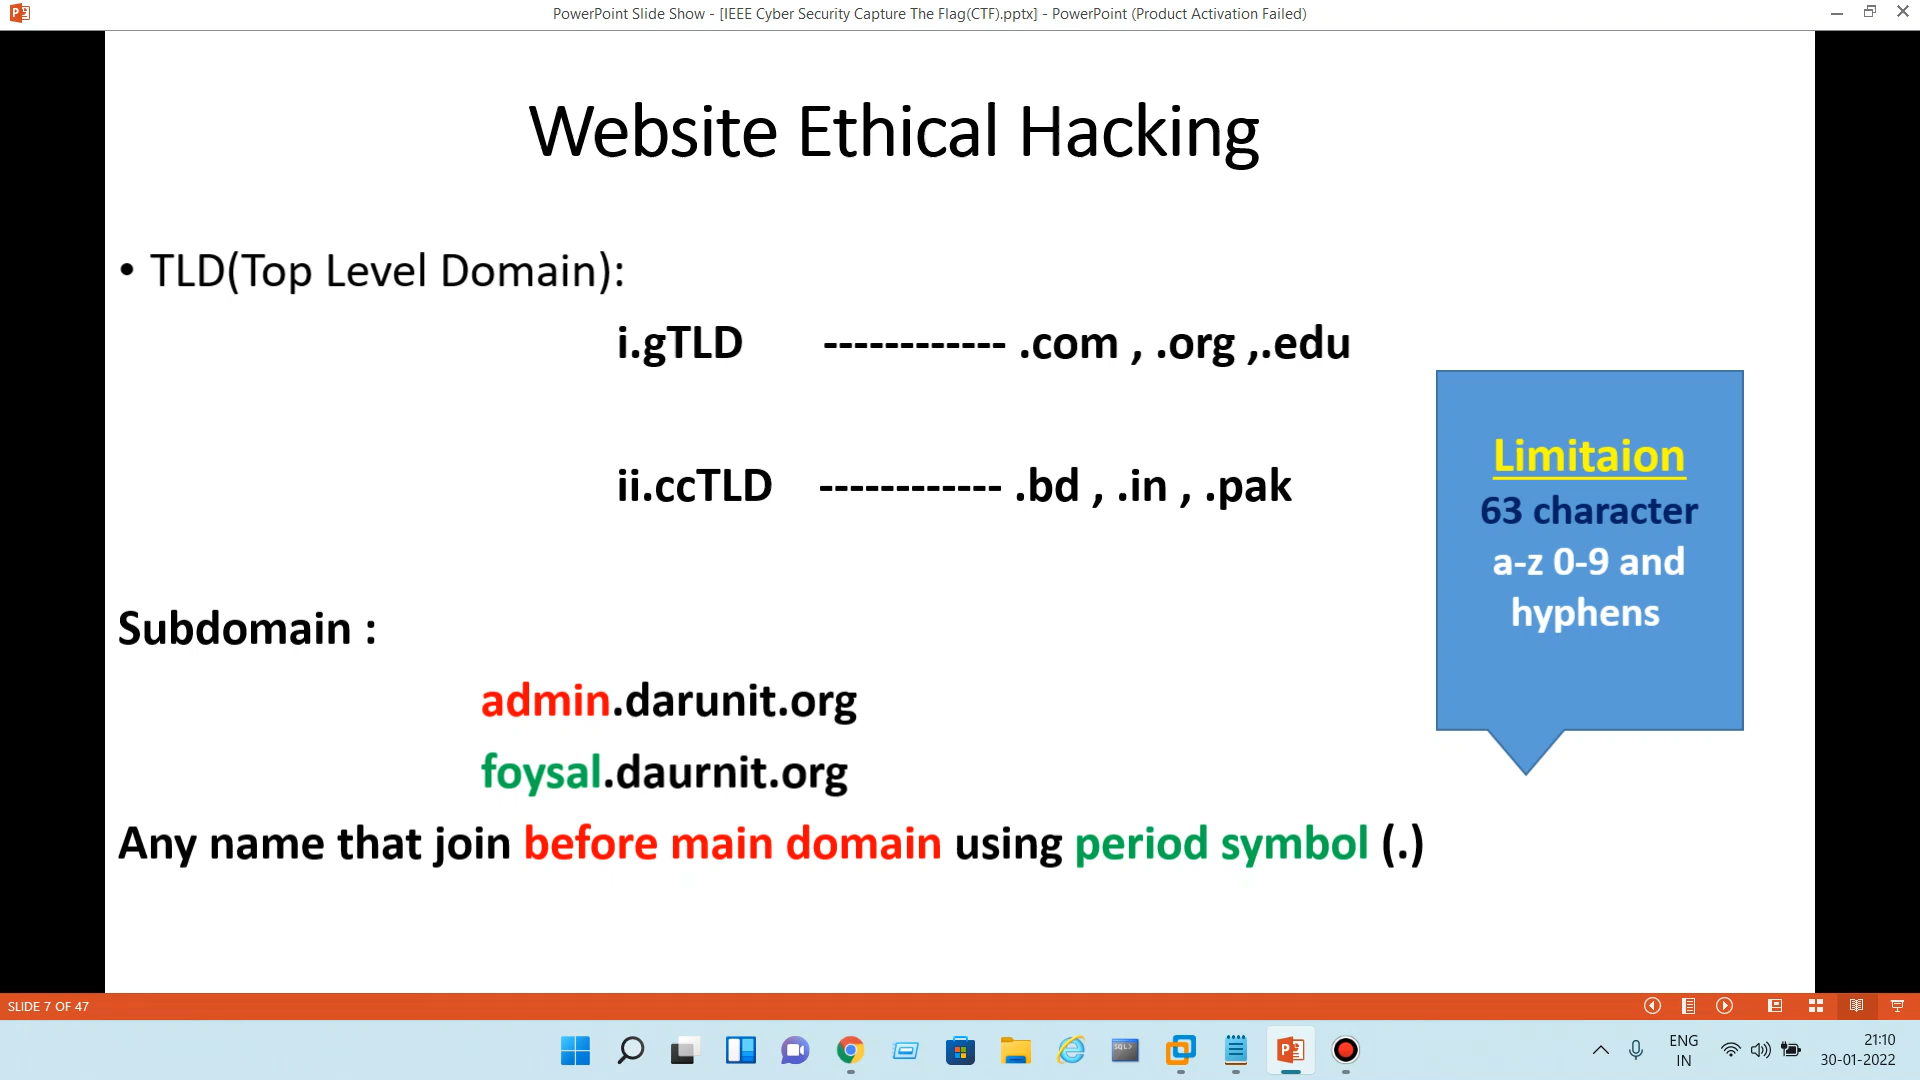 PowerPoint Slide Show - [IEEE Cyber Security Capture The Flag(CTF).pptx] - PowerPoint (Product Activation Failed)
Website Ethical Hacking
• TLD(Top Level Domain):
i.gTLD ------------ .com , .org ,.edu
ii.ccTLD ------------ .bd , .in , .pak
Limitaion
63 character
a-z 0-9 and
hyphens
Subdomain :
admin.darunit.org
foysal.daurnit.org
Any name that join before main domain using period symbol (.)
SLIDE 7 OF 47
SQL>
ENG
IN
21:10
30-01-2022